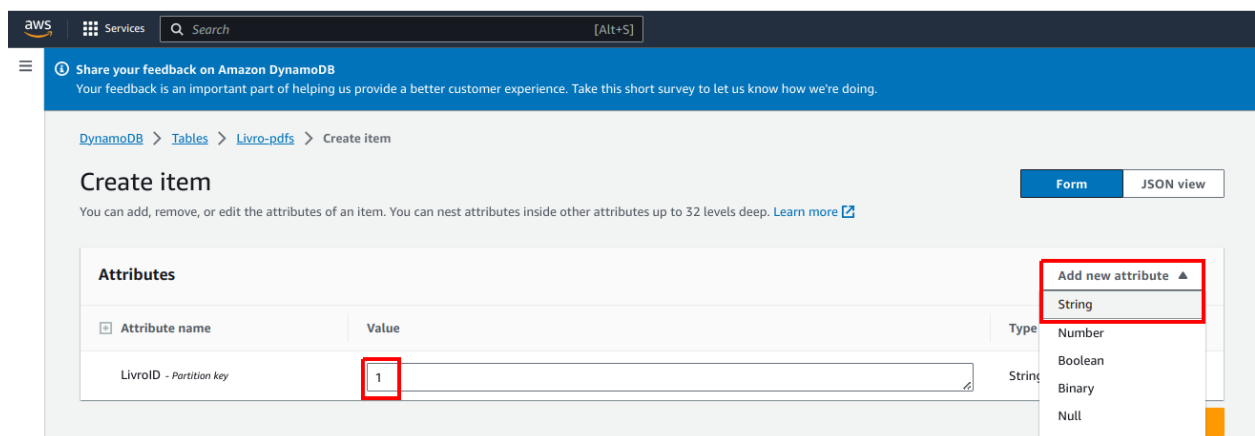 aws Services Search [Alt+S]
Share your feedback on Amazon DynamoDB
Your feedback is an important part of helping us provide a better customer experience. Take this short survey to let us know how we're doing.
DynamoDB > Tables > Livro-pdfs > Create item
Create item
Form JSON view
You can add, remove, or edit the attributes of an item. You can nest attributes inside other attributes up to 32 levels deep. Learn more
Attributes
Add new attribute
String
Attribute name Value Type
Number
Boolean
LivroID - Partition key 1 String
Binary
Null